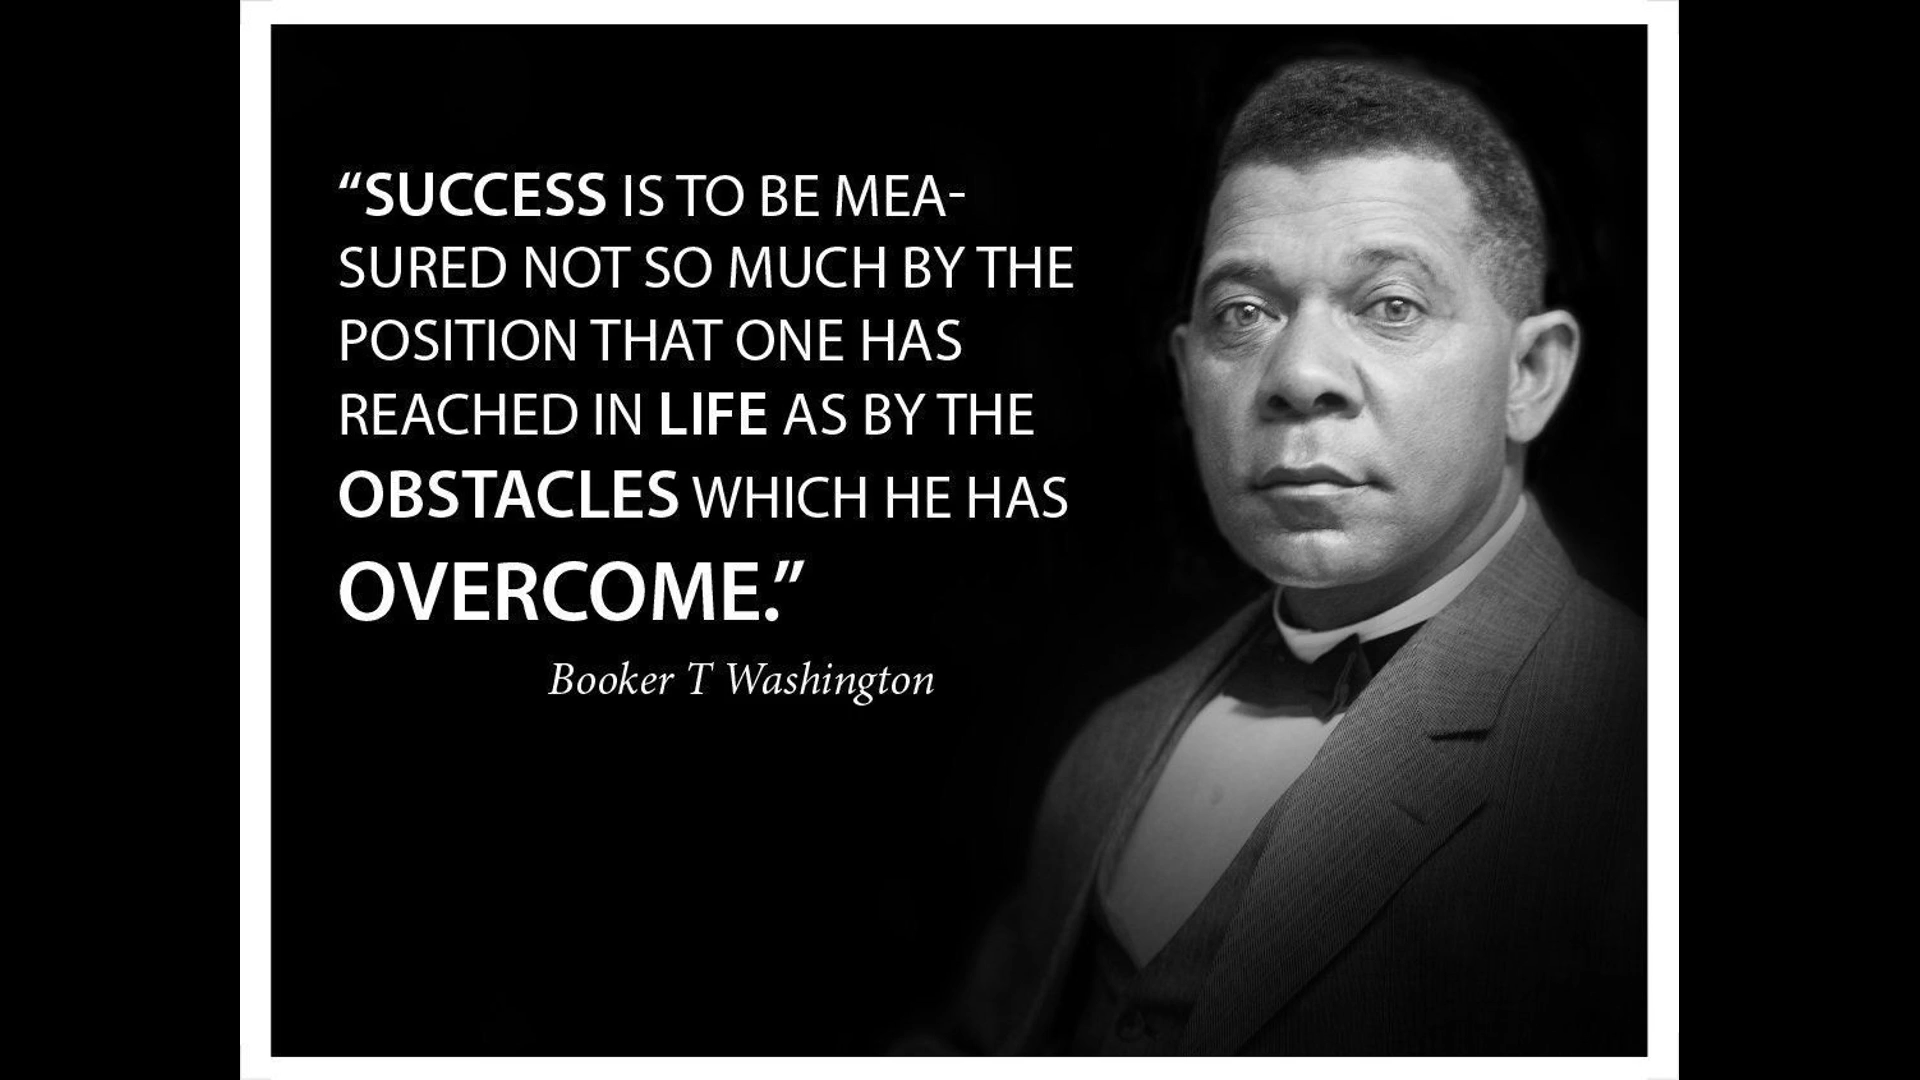 “SUCCESS IS TO BE MEA-
SURED NOT SO MUCH BY THE
POSITION THAT ONE HAS
REACHED IN LIFE AS BY THE
OBSTACLES WHICH HE HAS
OVERCOME.”
Booker T Washington